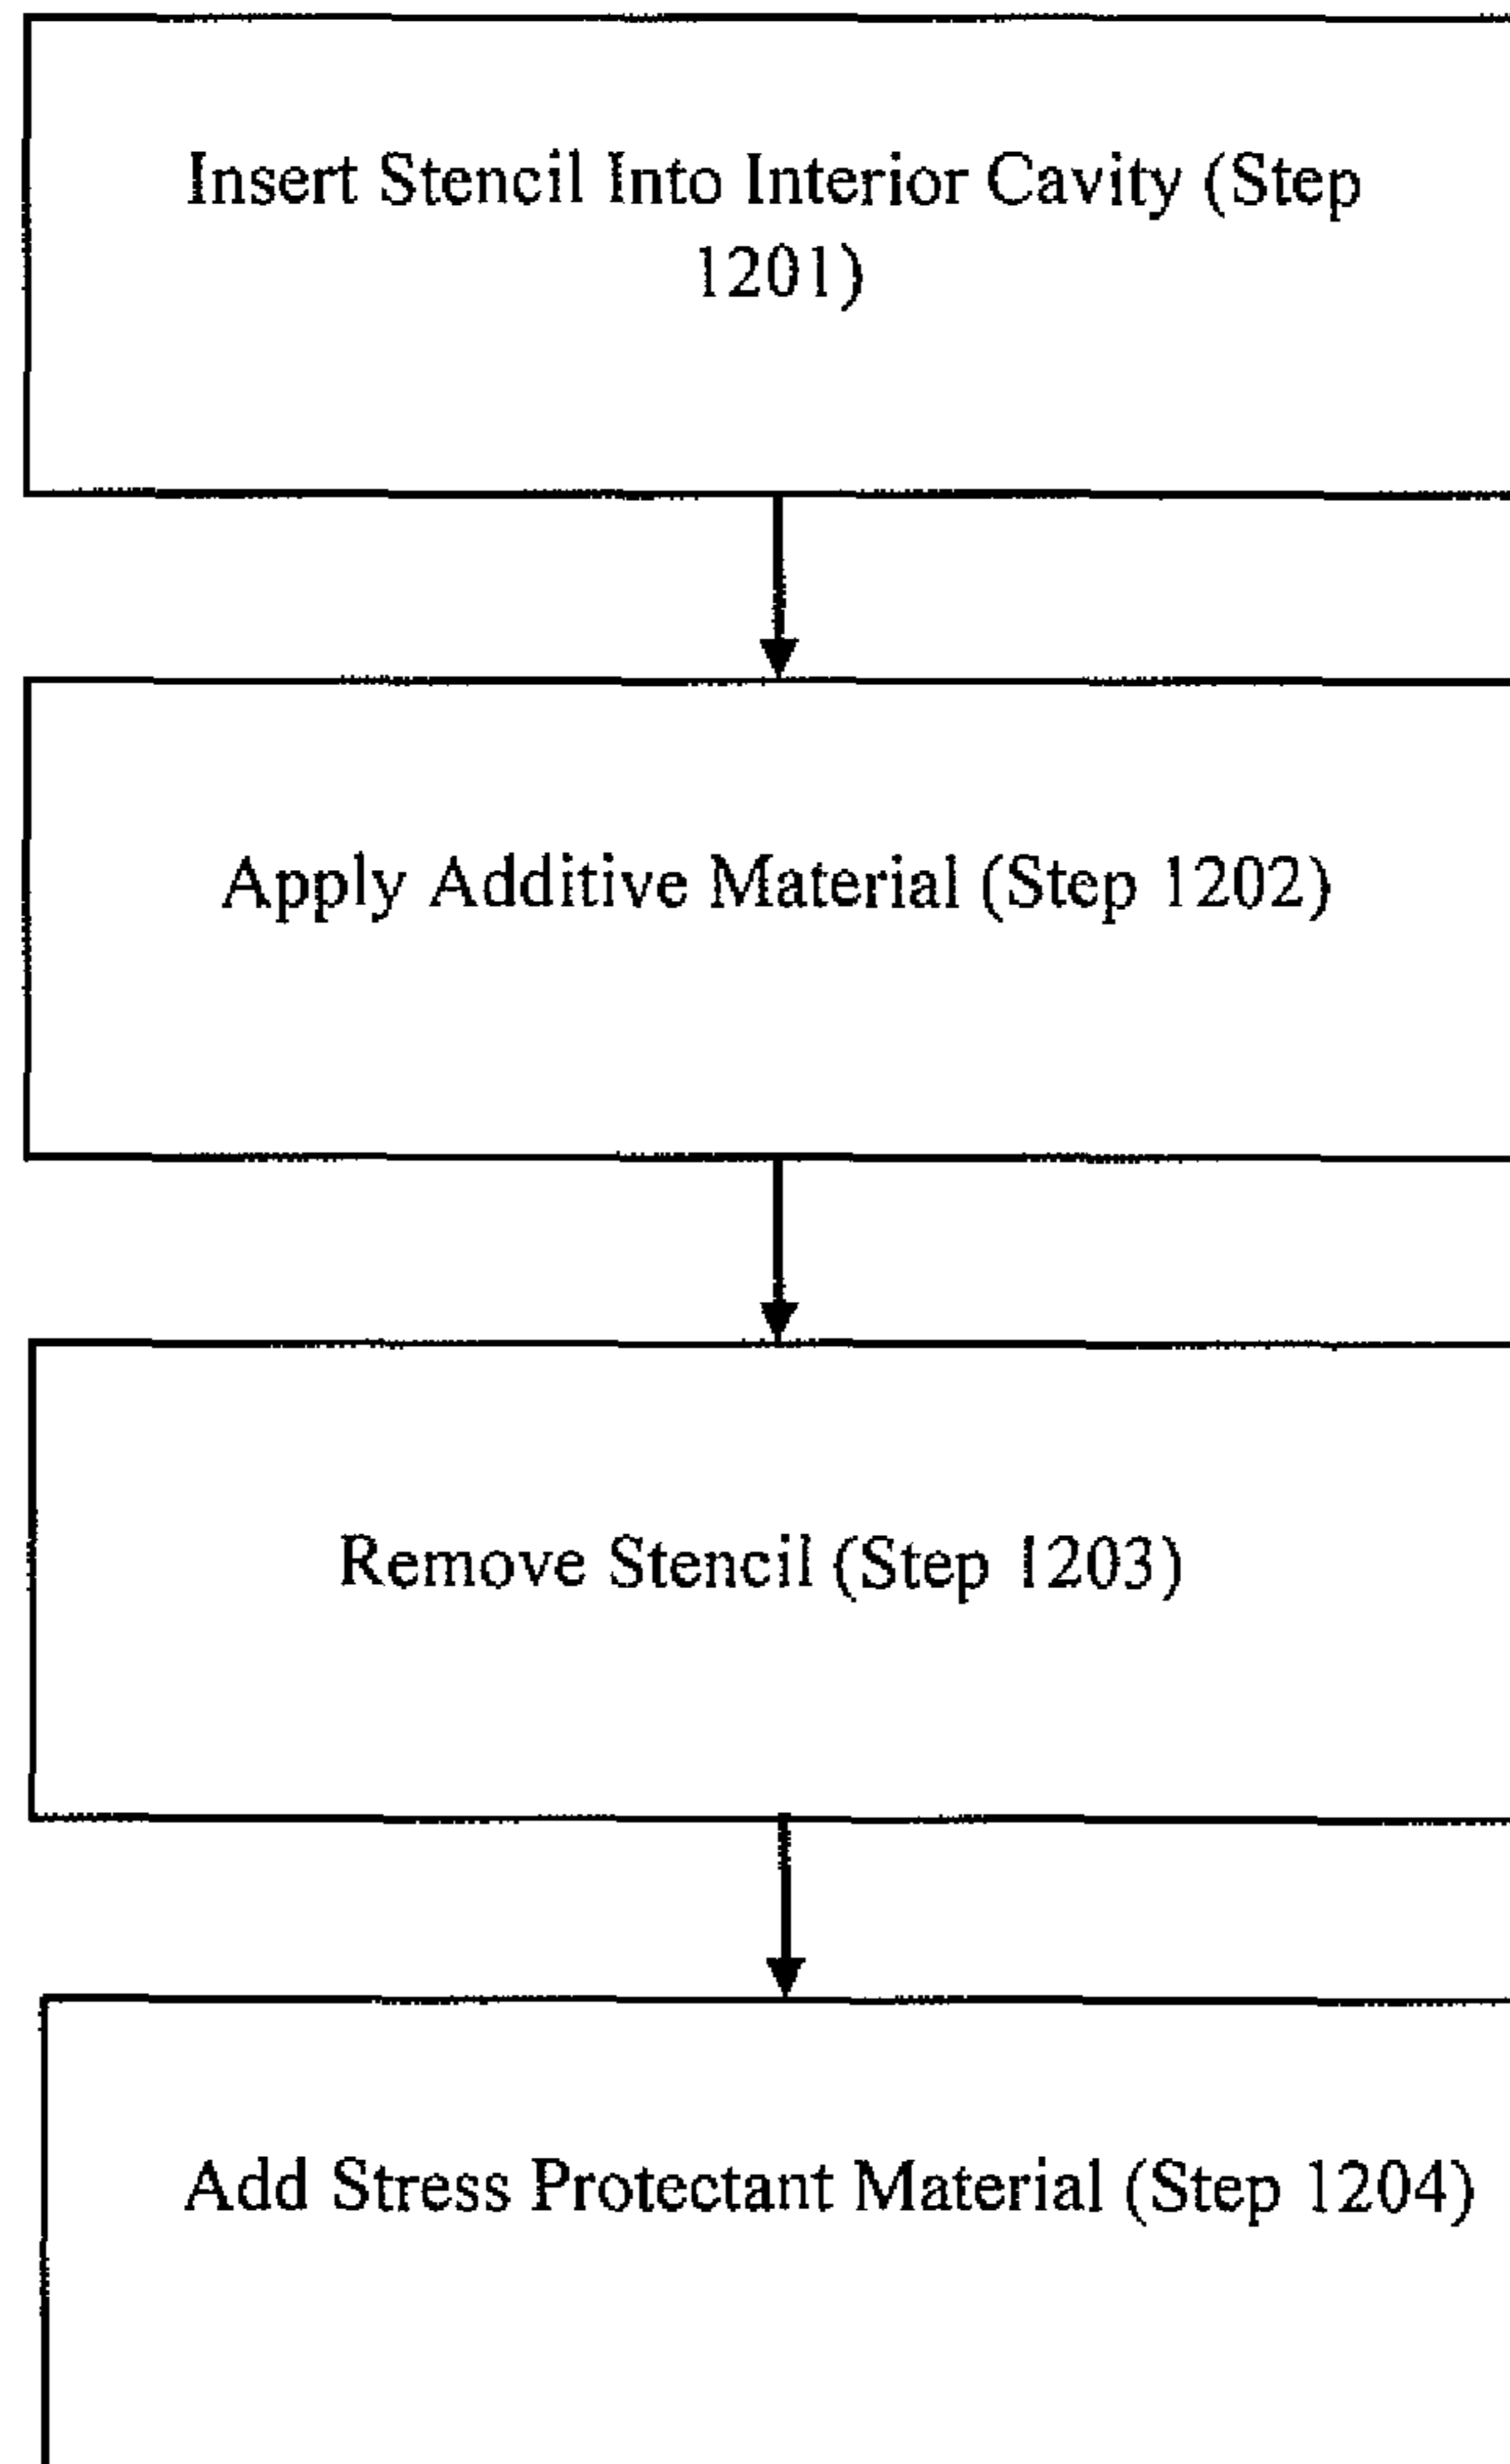 Insert Stencil Into Interior Cavity (Step
1201)
Apply Additive Material (Step 1202)
Remove Stencil (Step 1203)
Add Stress Protectant Material (Step 1204)